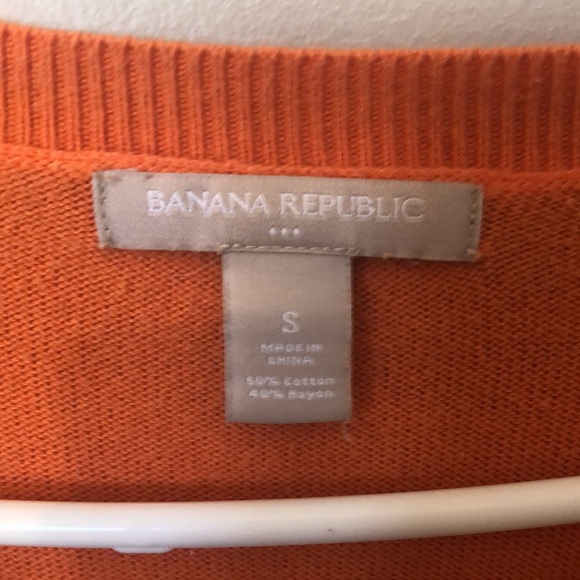 BANANA REPUBLIC
S
MADE IN
CHINA
60% Cotton
40% Rayon